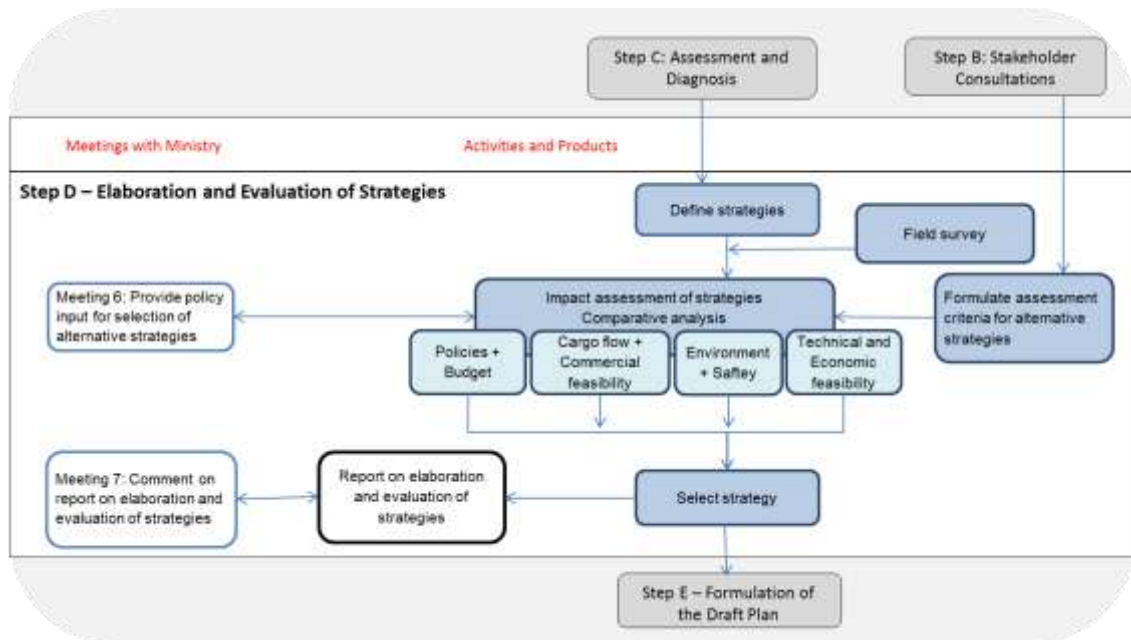 Step C: Assessment and
Diagnosis
Step B: Stakeholder
Consultations
Meetings with Ministry
Activities and Products
Step D – Elaboration and Evaluation of Strategies
Define strategies
Field survey
Meeting 6: Provide policy
input for selection of
alternative strategies
Impact assessment of strategies
Comparative analysis
Formulate assessment
criteria for alternative
strategies
Policies +
Budget
Cargo flow +
Commercial
feasibility
Environment
+ Saftey
Technical and
Economic
feasibility
Meeting 7: Comment on
report on elaboration and
evaluation of strategies
Report on elaboration
and evaluation of
strategies
Select strategy
Step E – Formulation of
the Draft Plan